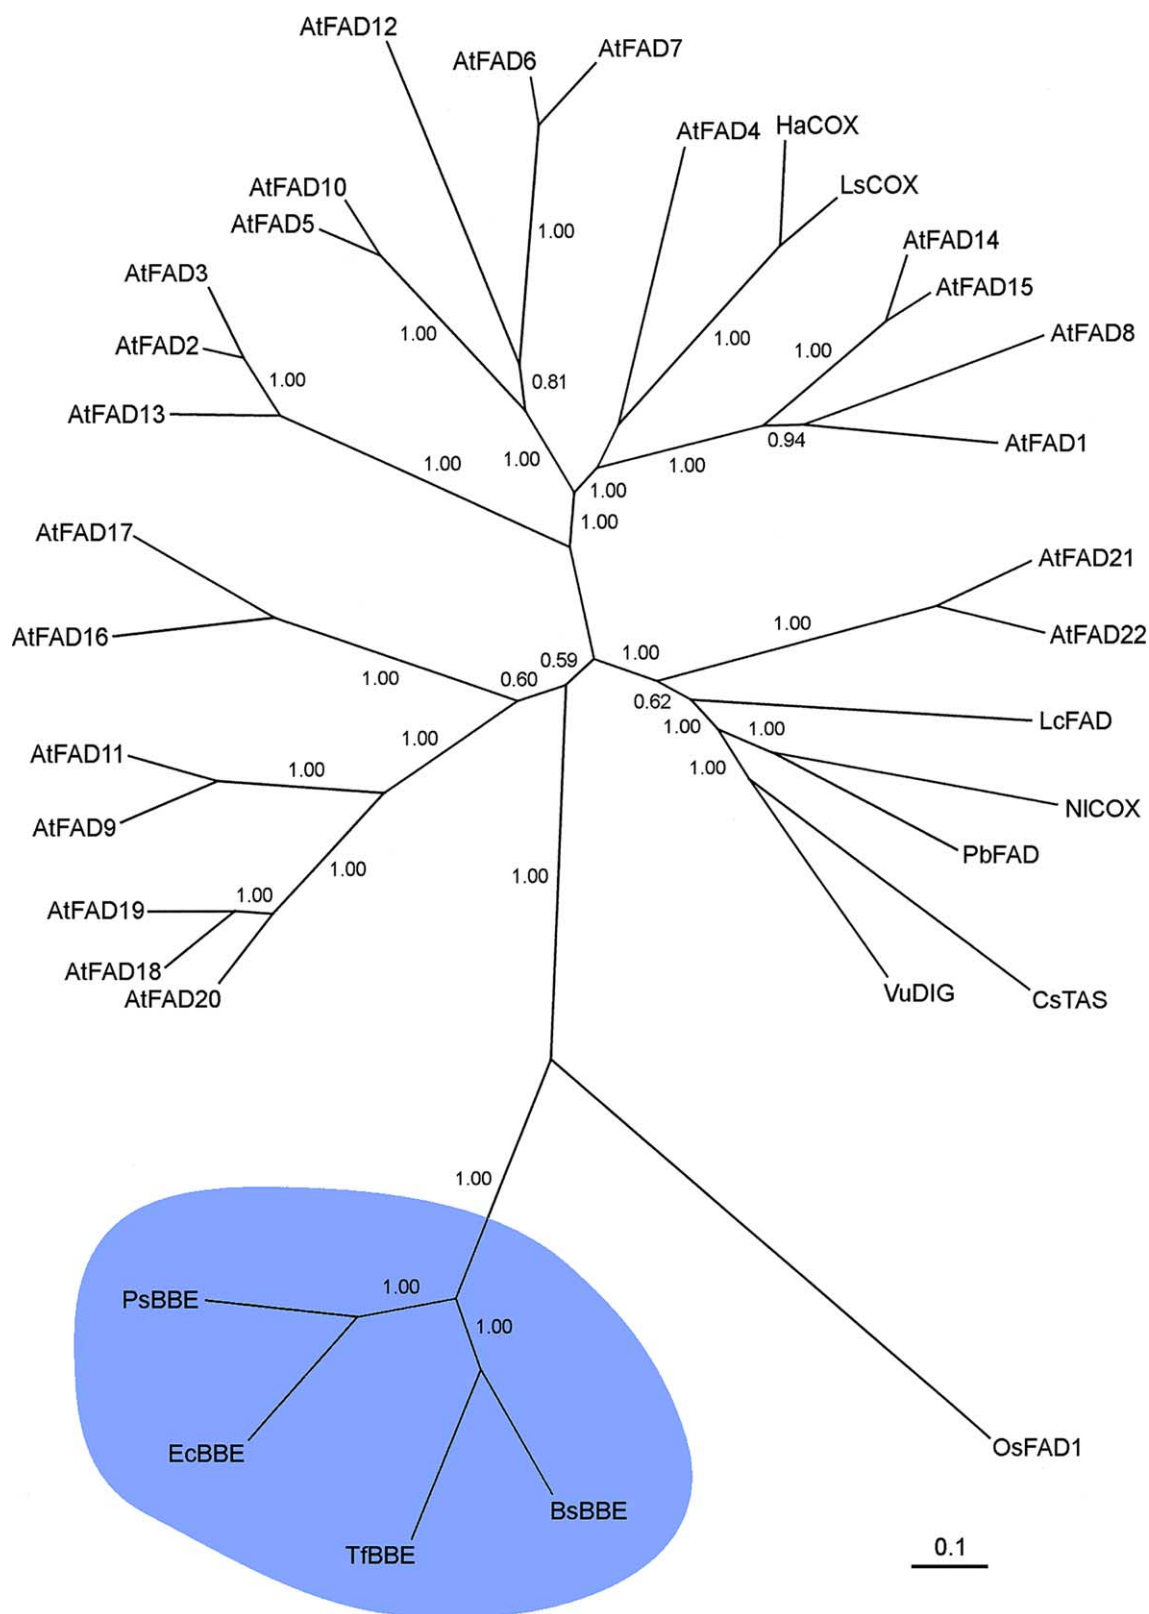 AtFAD12
AtFAD6
AtFAD7
AtFAD4
HaCOX
LsCOX
AtFAD10
AtFAD5
1.00
AtFAD14
AtFAD3
AtFAD15
AtFAD2
1.00
1.00
1.00
AtFAD8
1.00
0.81
AtFAD13
0.94
AtFAD1
1.00
1.00
1.00
1.00
1.00
AtFAD17
AtFAD21
AtFAD16
1.00
AtFAD22
0.59
1.00
1.00
0.60
0.62
LcFAD
1.00
1.00
1.00
AtFAD11
1.00
1.00
NlCOX
AtFAD9
PbFAD
1.00
1.00
1.00
AtFAD19
AtFAD18
AtFAD20
VuDIG
CsTAS
1.00
PsBBE
1.00
1.00
EcBBE
OsFAD1
BsBBE
TfBBE
0.1